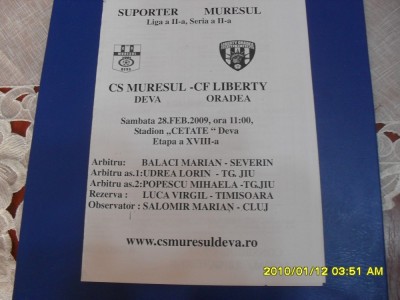 SUPORTER MURESUL
Liga a II-a, Seria a II-a
CS MURESUL -CF LIBERTY
DEVA ORADEA
Sambata 28.FEB.2009, ora 11:00,
Stadion „CETATE “ Deva
Etapa a XVIII-a
Arbitru: BALACI MARIAN - SEVERIN
Arbitru as.1:UDREA LORIN - TG. JIU
Arbitru as.2:POPESCU MIHAELA -TG.JIU
Rezerva : LUCA VIRGIL - TIMISOARA
Observator : SALOMIR MARIAN - CLUJ
www.csmuresuldeva.ro
2010/01/12 03:51 AM